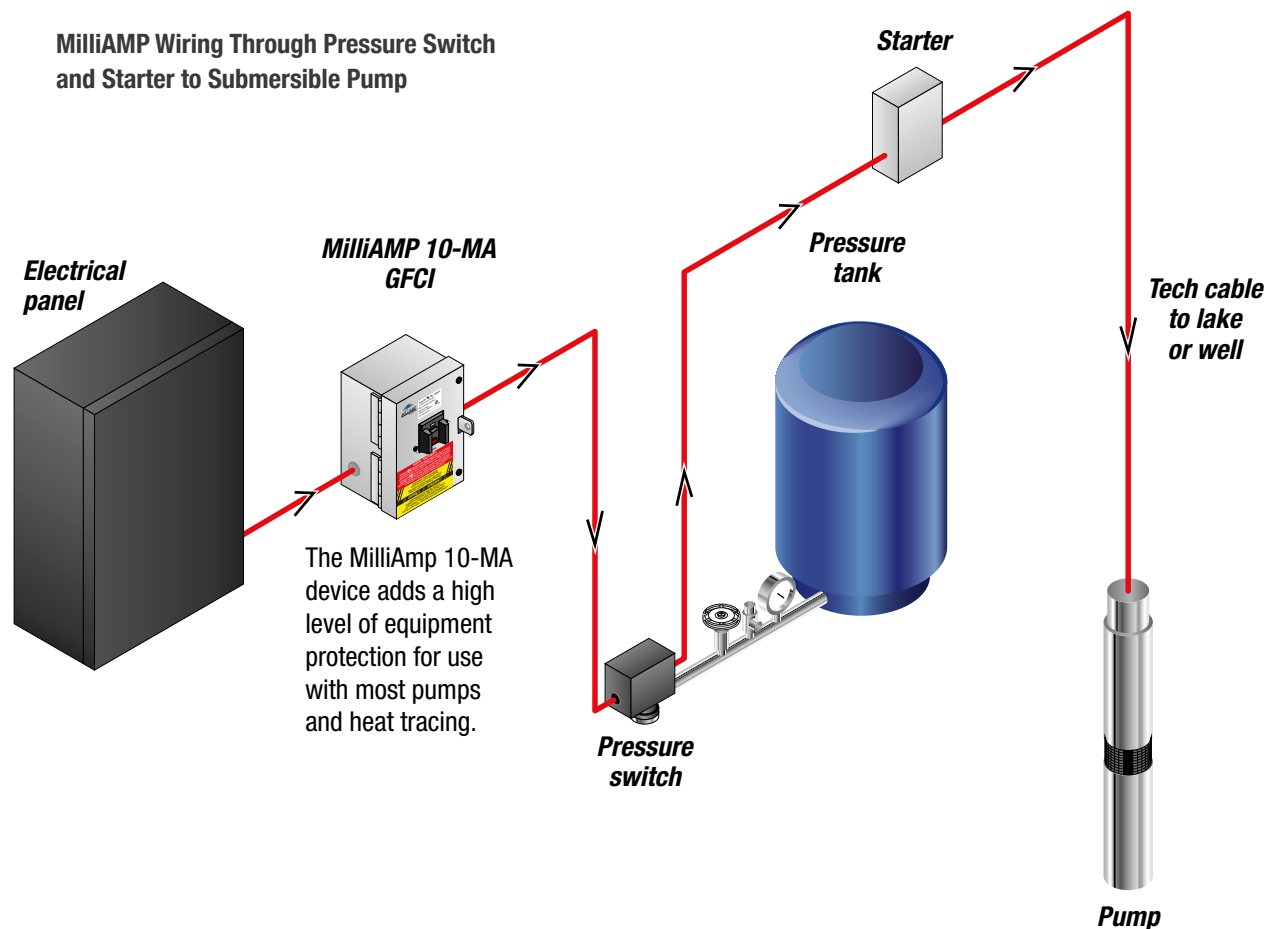 MilliAMP Wiring Through Pressure Switch
and Starter to Submersible Pump
Starter
MilliAMP 10-MA
GFCI
Electrical
panel
Pressure
tank
Tech cable
to lake
or well
The MilliAmp 10-MA
device adds a high
level of equipment
protection for use
with most pumps
and heat tracing.
Pressure
switch
Pump